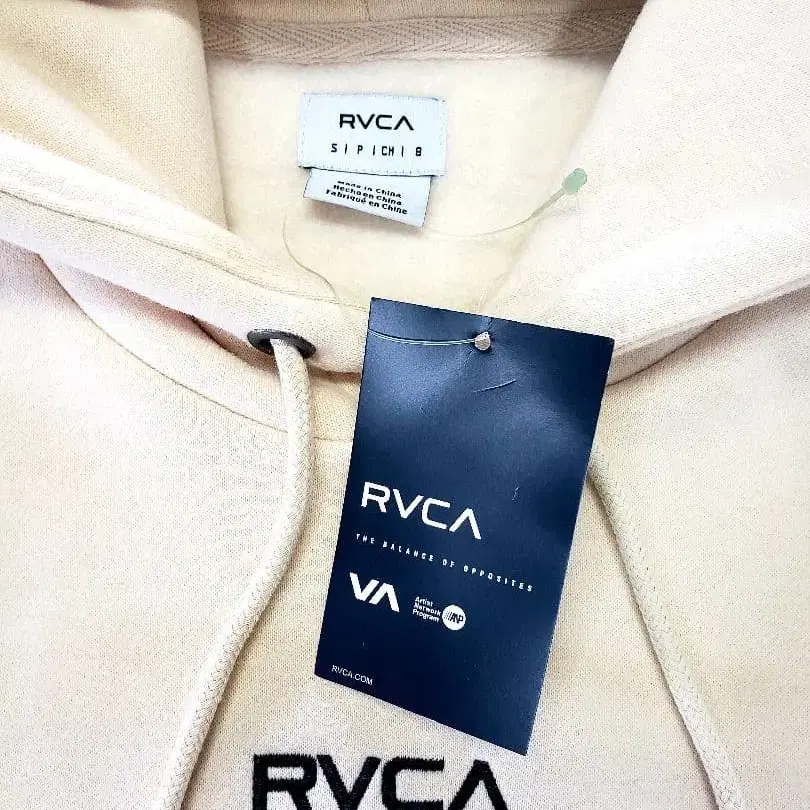 RVCA
S | P | CH | 8
Made in China
Hecho en China
Fabriqué en Chine
RVCA
THE BALANCE OF OPPOSITES
VA
Artist
Network
Program
ANP
RVCA.COM
RVCA